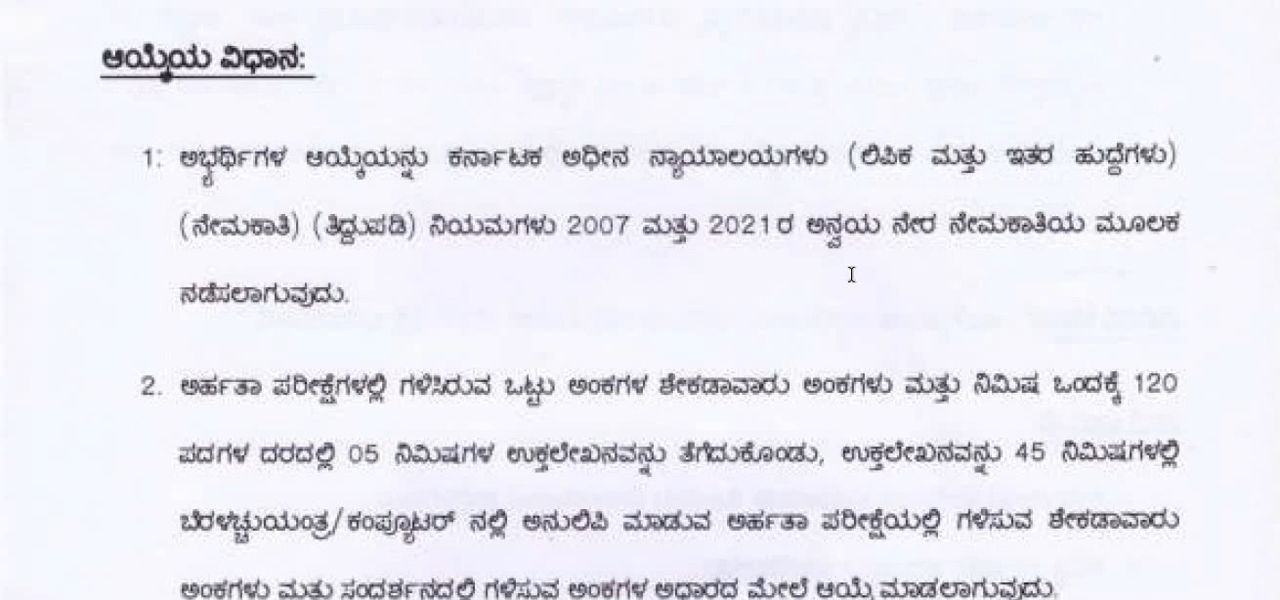 ಆಯ್ಕೆಯ ವಿಧಾನ:
1: ಅಭ್ಯರ್ಥಿಗಳ ಆಯ್ಕೆಯನ್ನು ಕರ್ನಾಟಕ ಅಧೀನ ನ್ಯಾಯಾಲಯಗಳು (ಲಿಪಿಕ ಮತ್ತು ಇತರ ಹುದ್ದೆಗಳು)
(ನೇಮಕಾತಿ) (ತಿದ್ದುಪಡಿ) ನಿಯಮಗಳು 2007 ಮತ್ತು 2021ರ ಅನ್ವಯ ನೇರ ನೇಮಕಾತಿಯ ಮೂಲಕ
ನಡೆಸಲಾಗುವುದು.
2. ಅರ್ಹತಾ ಪರೀಕ್ಷೆಗಳಲ್ಲಿ ಗಳಿಸಿರುವ ಒಟ್ಟು ಅಂಕಗಳ ಶೇಕಡಾವಾರು ಅಂಕಗಳು ಮತ್ತು ನಿಮಿಷ ಒಂದಕ್ಕೆ 120
ಪದಗಳ ದರದಲ್ಲಿ 05 ನಿಮಿಷಗಳ ಉಕ್ತಲೇಖನವನ್ನು ತೆಗೆದುಕೊಂಡು, ಉಕ್ತಲೇಖನವನ್ನು 45 ನಿಮಿಷಗಳಲ್ಲಿ
ಬೆರಳಚ್ಚುಯಂತ್ರ/ಕಂಪ್ಯೂಟರ್ ನಲ್ಲಿ ಅನುಲಿಪಿ ಮಾಡುವ ಅರ್ಹತಾ ಪರೀಕ್ಷೆಯಲ್ಲಿ ಗಳಿಸುವ ಶೇಕಡಾವಾರು
ಅಂಕಗಳು ಮತ್ತು ಸಂದರ್ಶನದಲ್ಲಿ ಗಳಿಸುವ ಅಂಕಗಳ ಆಧಾರದ ಮೇಲೆ ಆಯ್ಕೆ ಮಾಡಲಾಗುವುದು.